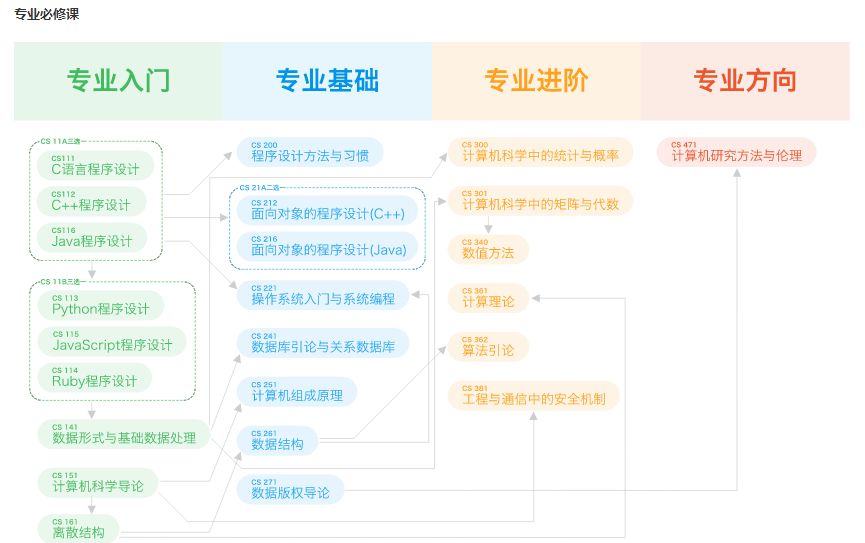 专业必修课
专业入门
专业基础
专业进阶
专业方向
CS 11A三选一
CS111
C语言程序设计
CS112
C++程序设计
CS116
Java程序设计
CS 11B三选一
CS 113
Python程序设计
CS 115
JavaScript程序设计
CS 114
Ruby程序设计
CS 141
数据形式与基础数据处理
CS 151
计算机科学导论
CS 161
离散结构
CS 200
程序设计方法与习惯
CS 21A二选一
CS 212
面向对象的程序设计(C++)
CS 216
面向对象的程序设计(Java)
CS 221
操作系统入门与系统编程
CS 241
数据库引论与关系数据库
CS 251
计算机组成原理
CS 261
数据结构
CS 271
数据版权导论
CS 300
计算机科学中的统计与概率
CS 301
计算机科学中的矩阵与代数
CS 340
数值方法
CS 361
计算理论
CS 362
算法引论
CS 381
工程与通信中的安全机制
CS 471
计算机研究方法与伦理